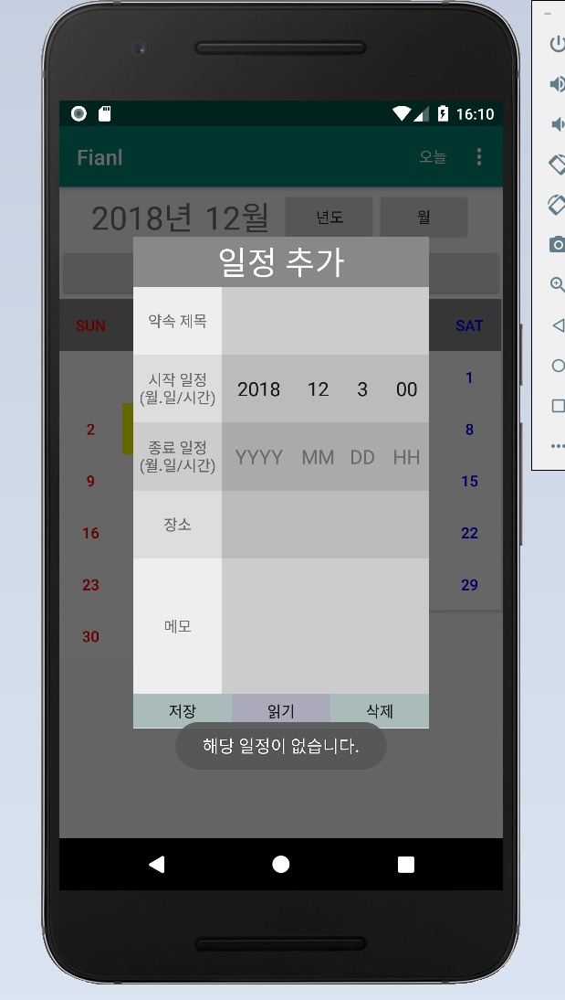 16:10
Fianl 오늘
2018년 12월 년도 월
일정 추가
SUN SAT
약속 제목
1
시작 일정
(월.일/시간)
2018 12 3 00
2 8
종료 일정
(월.일/시간)
YYYY MM DD HH
9 15
장소
16 22
23 29
메모
30
저장 읽기 삭제
해당 일정이 없습니다.